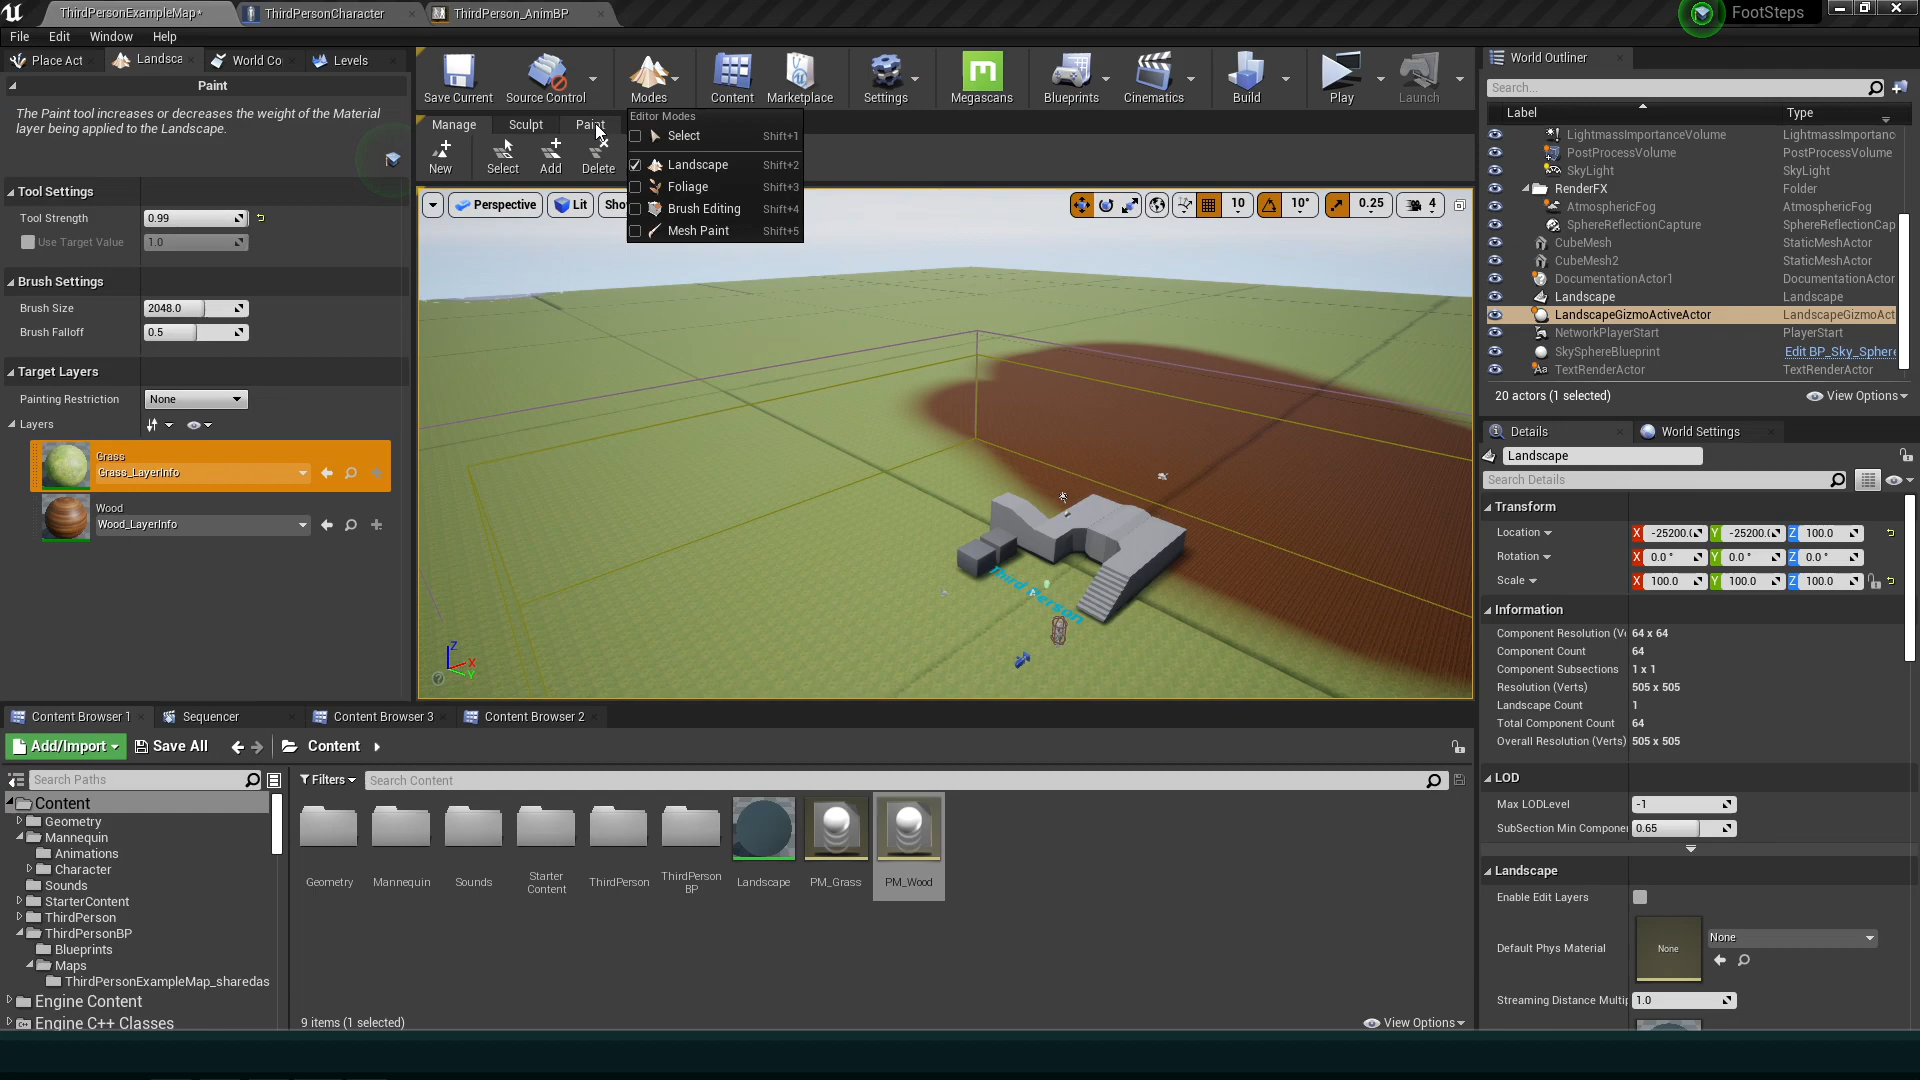 ThirdPersonExampleMap*
ThirdPersonCharacter
ThirdPerson_AnimBP
FootSteps
File Edit Window Help
Place Act
Landsca
World Co
Levels
Paint
The Paint tool increases or decreases the weight of the Material
layer being applied to the Landscape.
Tool Settings
Tool Strength 0.99
Use Target Value 1.0
Brush Settings
Brush Size 2048.0
Brush Falloff 0.5
Target Layers
Painting Restriction None
Layers
Grass
Grass_LayerInfo
Wood
Wood_LayerInfo
Save Current
Source Control
Modes
Content
Marketplace
Settings
Megascans
Blueprints
Cinematics
Build
Play
Launch
Manage Sculpt Paint
New Select Add Delete
Editor Modes
Select Shift+1
Landscape Shift+2
Foliage Shift+3
Brush Editing Shift+4
Mesh Paint Shift+5
Perspective Lit Sho
10 10° 0.25 4
Third Person
Z X Y
World Outliner
Search...
Label Type
LightmassImportanceVolume LightmassImportanc
PostProcessVolume PostProcessVolume
SkyLight SkyLight
RenderFX Folder
AtmosphericFog AtmosphericFog
SphereReflectionCapture SphereReflectionCap
CubeMesh StaticMeshActor
CubeMesh2 StaticMeshActor
DocumentationActor1 DocumentationActor
Landscape Landscape
LandscapeGizmoActiveActor LandscapeGizmoAct
NetworkPlayerStart PlayerStart
SkySphereBlueprint Edit BP_Sky_Sphere
TextRenderActor TextRenderActor
20 actors (1 selected) View Options
Details World Settings
Landscape
Search Details
Transform
Location X -25200.0 Y -25200.0 Z 100.0
Rotation X 0.0 ° Y 0.0 ° Z 0.0 °
Scale X 100.0 Y 100.0 Z 100.0
Information
Component Resolution (Ve 64 x 64
Component Count 64
Component Subsections 1 x 1
Resolution (Verts) 505 x 505
Landscape Count 1
Total Component Count 64
Overall Resolution (Verts) 505 x 505
LOD
Max LODLevel -1
SubSection Min Componen 0.65
Landscape
Enable Edit Layers
Default Phys Material None None
Streaming Distance Multip 1.0
Content Browser 1 Sequencer Content Browser 3 Content Browser 2
Add/Import Save All Content
Search Paths
Filters Search Content
Content
Geometry
Mannequin
Animations
Character
Sounds
StarterContent
ThirdPerson
ThirdPersonBP
Blueprints
Maps
ThirdPersonExampleMap_sharedas
Engine Content
Engine C++ Classes
Geometry
Mannequin
Sounds
Starter
Content
ThirdPerson
ThirdPerson
BP
Landscape
PM_Grass
PM_Wood
9 items (1 selected) View Options